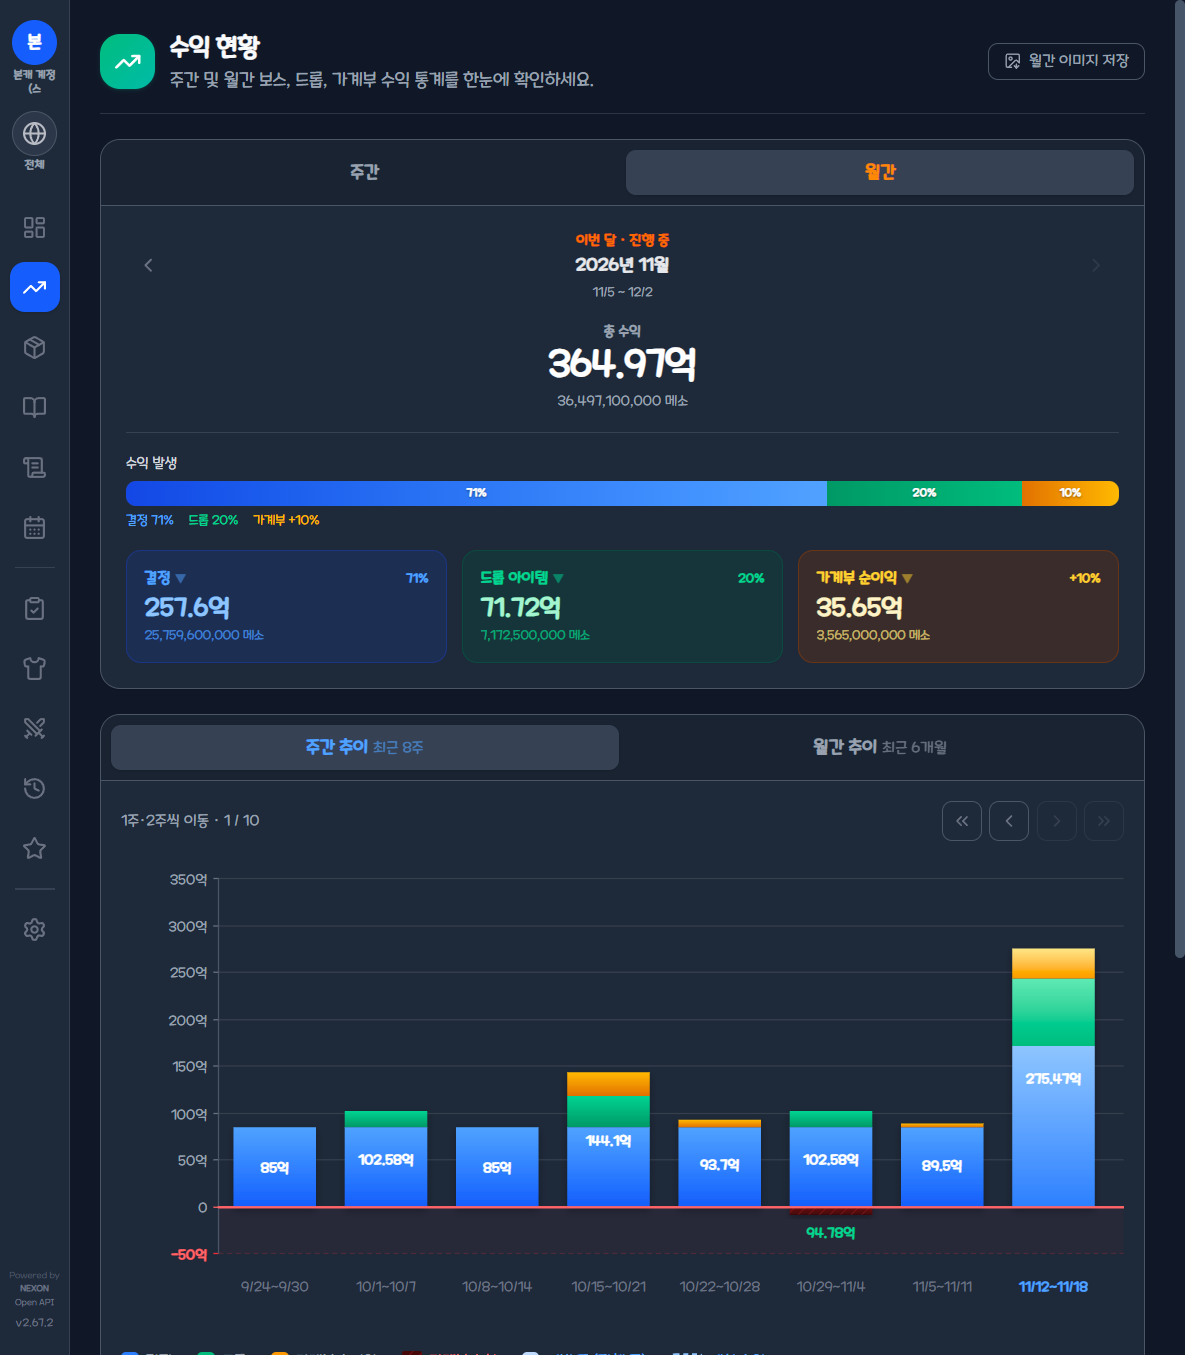 본
본캐 계정
(스
전체
Powered by
NEXON
Open API
v2.67.2
수익 현황
주간 및 월간 보스, 드롭, 가계부 수익 통계를 한눈에 확인하세요.
월간 이미지 저장
주간
월간
이번 달 · 진행 중
2026년 11월
11/5 ~ 12/2
총 수익
364.97억
36,497,100,000 메소
수익 발생
71%
20%
10%
결정 71%
드롭 20%
가계부 +10%
결정 ▼
71%
257.6억
25,759,600,000 메소
드롭 아이템 ▼
20%
71.72억
7,172,500,000 메소
가계부 순이익 ▼
+10%
35.65억
3,565,000,000 메소
주간 추이 최근 8주
월간 추이 최근 6개월
1주·2주씩 이동 · 1 / 10
350억
300억
250억
200억
150억
100억
50억
0
-50억
85억
102.58억
85억
144.1억
93.7억
102.58억
94.78억
89.5억
275.47억
9/24~9/30
10/1~10/7
10/8~10/14
10/15~10/21
10/22~10/28
10/29~11/4
11/5~11/11
11/12~11/18